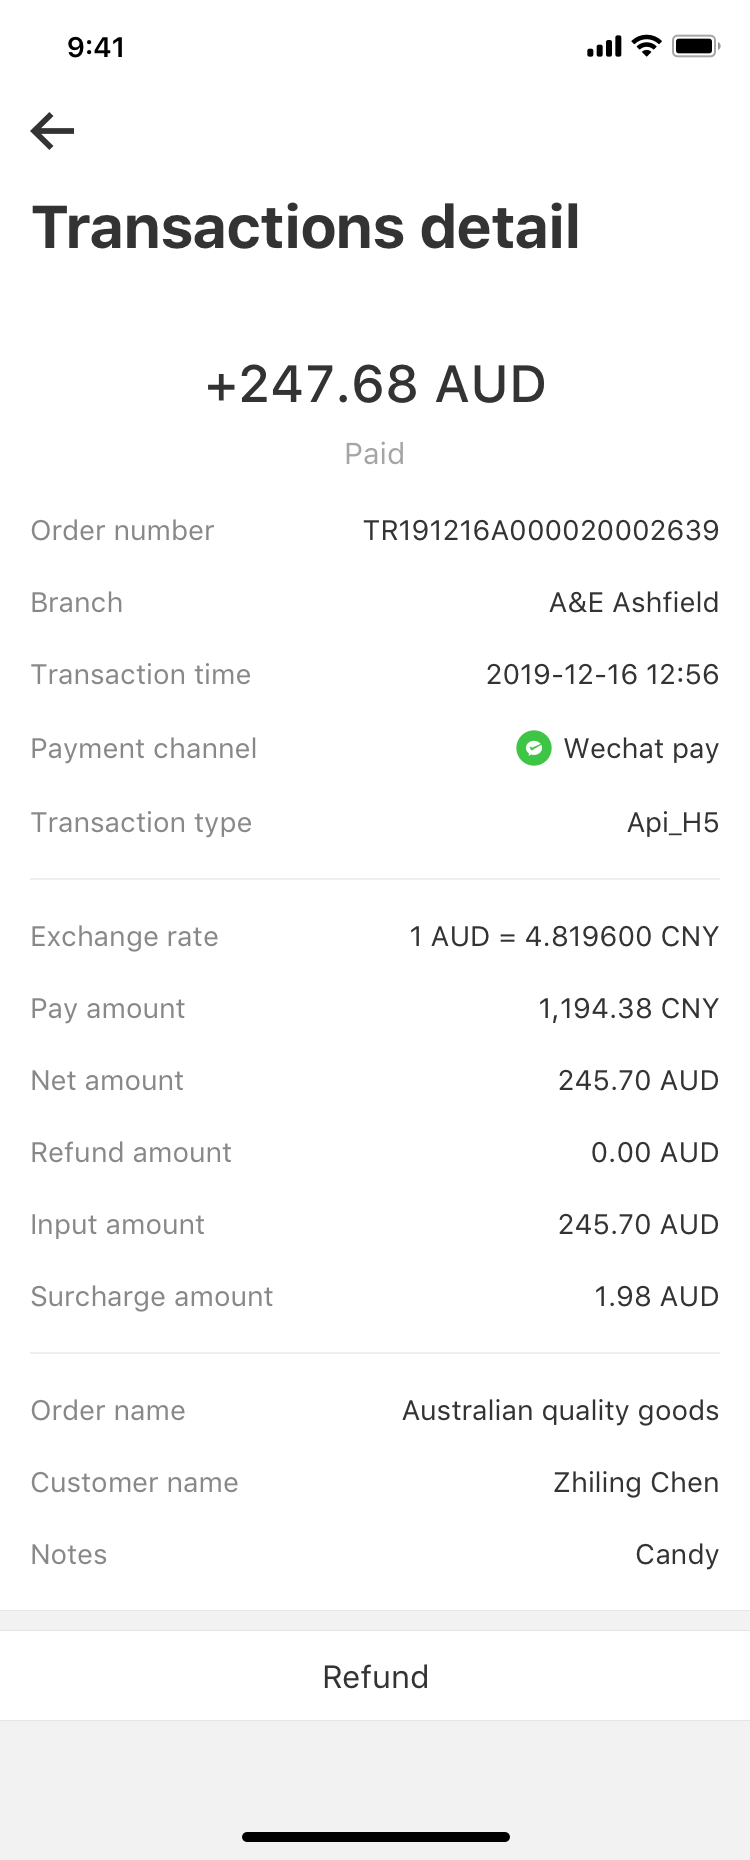 9:41
Transactions detail
+247.68 AUD
Paid
Order number TR191216A000020002639
Branch A&E Ashfield
Transaction time 2019-12-16 12:56
Payment channel Wechat pay
Transaction type Api_H5
Exchange rate 1 AUD = 4.819600 CNY
Pay amount 1,194.38 CNY
Net amount 245.70 AUD
Refund amount 0.00 AUD
Input amount 245.70 AUD
Surcharge amount 1.98 AUD
Order name Australian quality goods
Customer name Zhiling Chen
Notes Candy
Refund